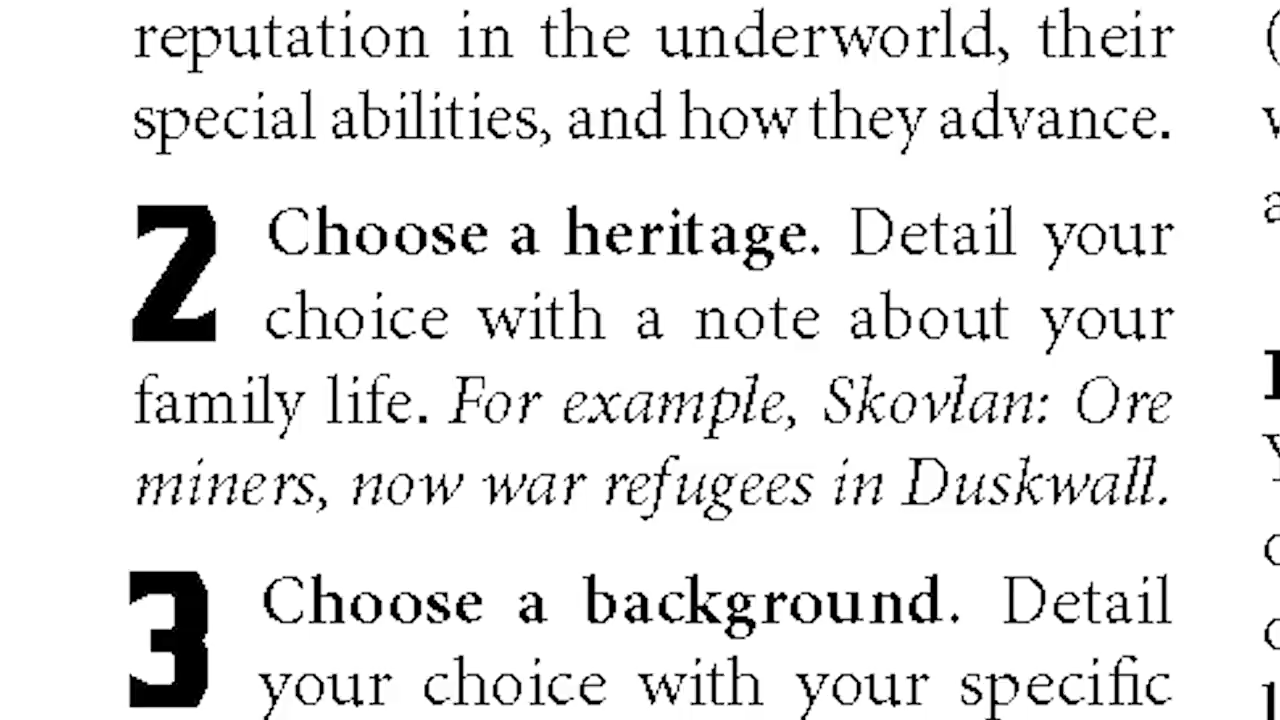 reputation in the underworld, their
special abilities, and how they advance.
2 Choose a heritage. Detail your
choice with a note about your
family life. For example, Skovlan: Ore
miners, now war refugees in Duskwall.
3 Choose a background. Detail
your choice with your specific